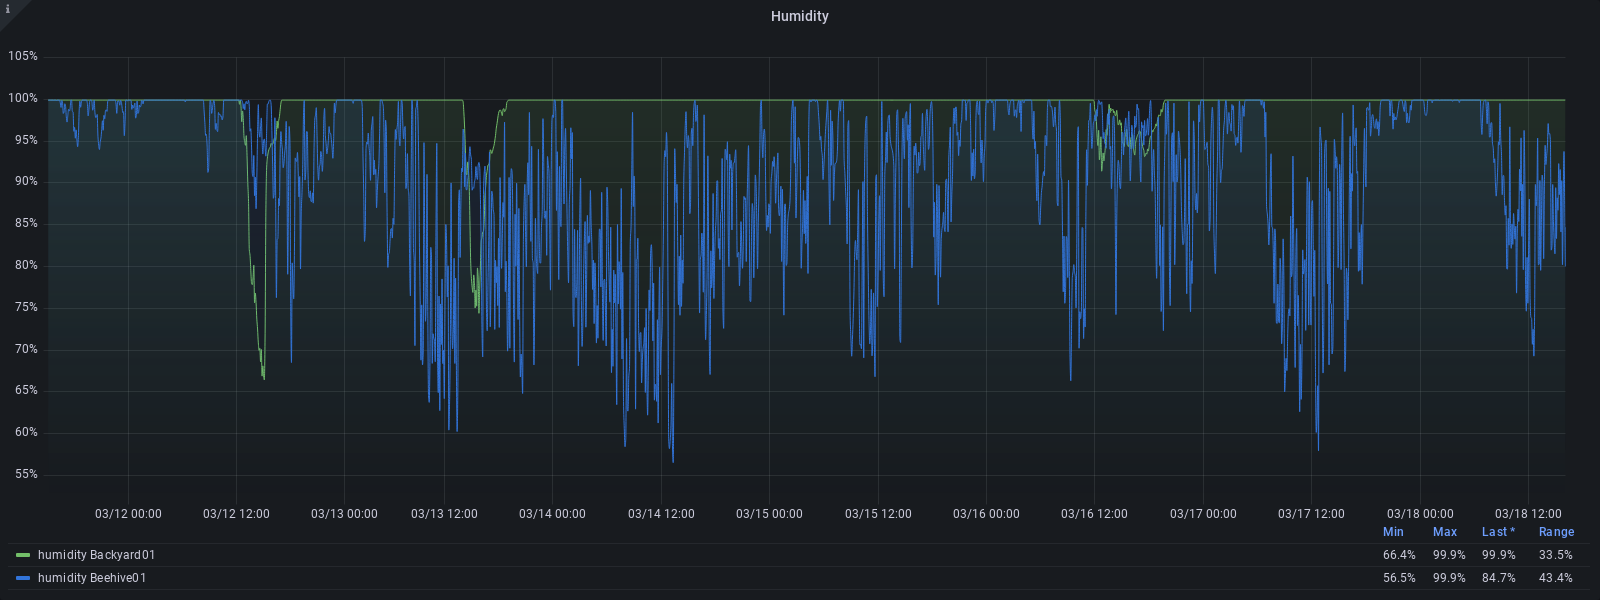 i
Humidity
105%
100%
95%
90%
85%
80%
75%
70%
65%
60%
55%
03/12 00:00 03/12 12:00 03/13 00:00 03/13 12:00 03/14 00:00 03/14 12:00 03/15 00:00 03/15 12:00 03/16 00:00 03/16 12:00 03/17 00:00 03/17 12:00 03/18 00:00 03/18 12:00
Min Max Last * Range
humidity Backyard01 66.4% 99.9% 99.9% 33.5%
humidity Beehive01 56.5% 99.9% 84.7% 43.4%